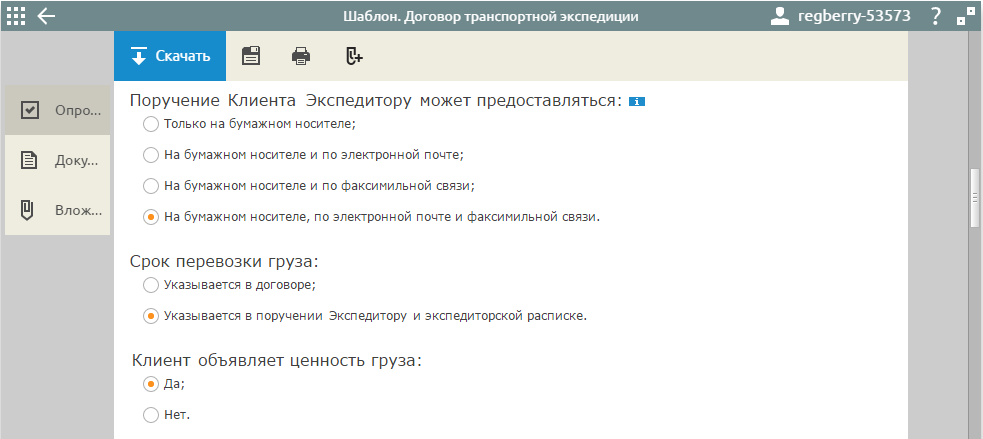 Шаблон. Договор транспортной экспедиции
regberry-53573
?
Скачать
Опро...
Доку...
Влож...
Поручение Клиента Экспедитору может предоставляться: i
Только на бумажном носителе;
На бумажном носителе и по электронной почте;
На бумажном носителе и по факсимильной связи;
На бумажном носителе, по электронной почте и факсимильной связи.
Срок перевозки груза:
Указывается в договоре;
Указывается в поручении Экспедитору и экспедиторской расписке.
Клиент объявляет ценность груза:
Да;
Нет.